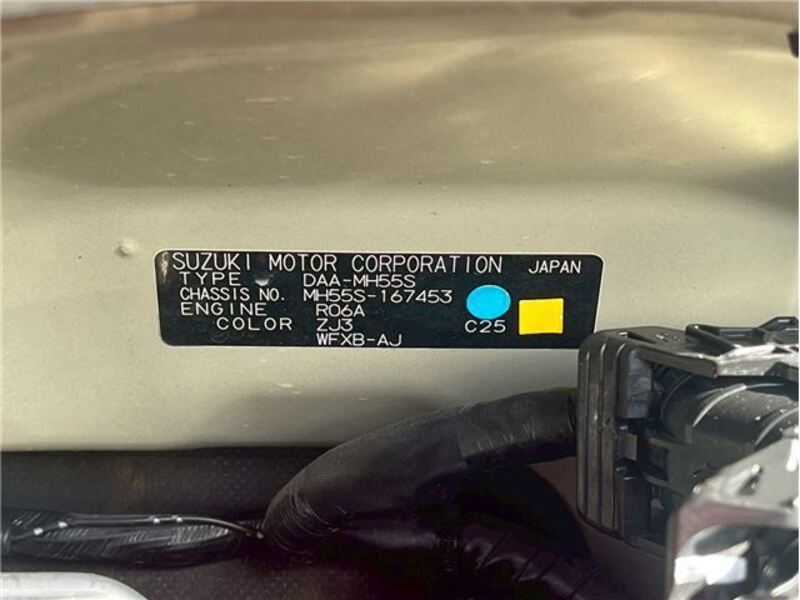 SUZUKI MOTOR CORPORATION JAPAN
TYPE DAA-MH55S
CHASSIS NO. MH55S-167453
ENGINE R06A
COLOR ZJ3 C25
WFXB-AJ